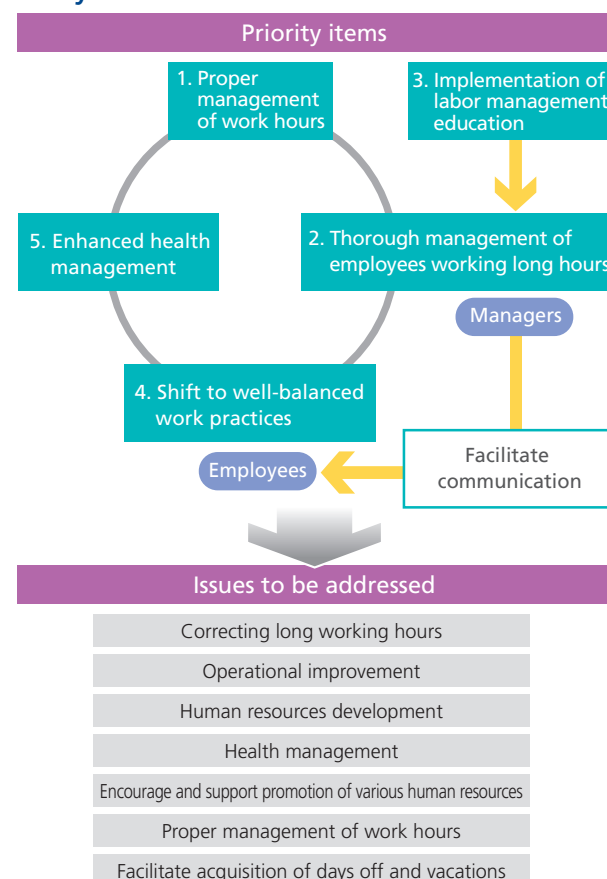 Priority items
1. Proper
management
of work hours
3. Implementation of
labor management
education
5. Enhanced health
management
2. Thorough management of
employees working long hours
Managers
4. Shift to well-balanced
work practices
Employees
Facilitate
communication
Issues to be addressed
Correcting long working hours
Operational improvement
Human resources development
Health management
Encourage and support promotion of various human resources
Proper management of work hours
Facilitate acquisition of days off and vacations